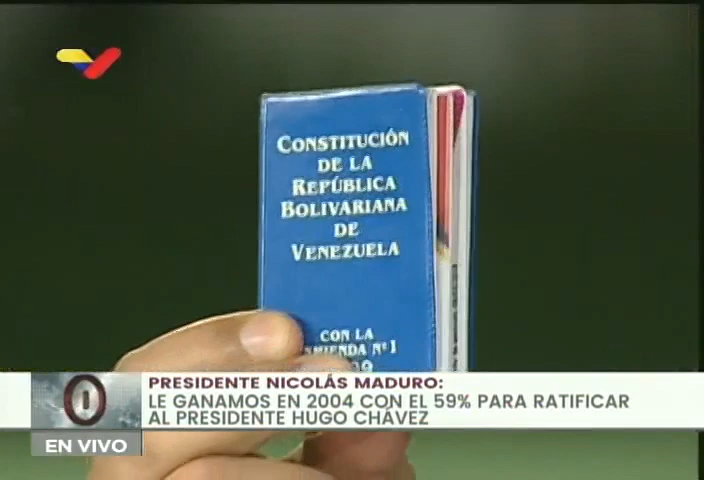 CONSTITUCIÓN
DE LA
REPÚBLICA
BOLIVARIANA
DE
VENEZUELA
CON LA
Nº1
PRESIDENTE NICOLÁS MADURO:
LE GANAMOS EN 2004 CON EL 59% PARA RATIFICAR
AL PRESIDENTE HUGO CHÁVEZ
EN VIVO